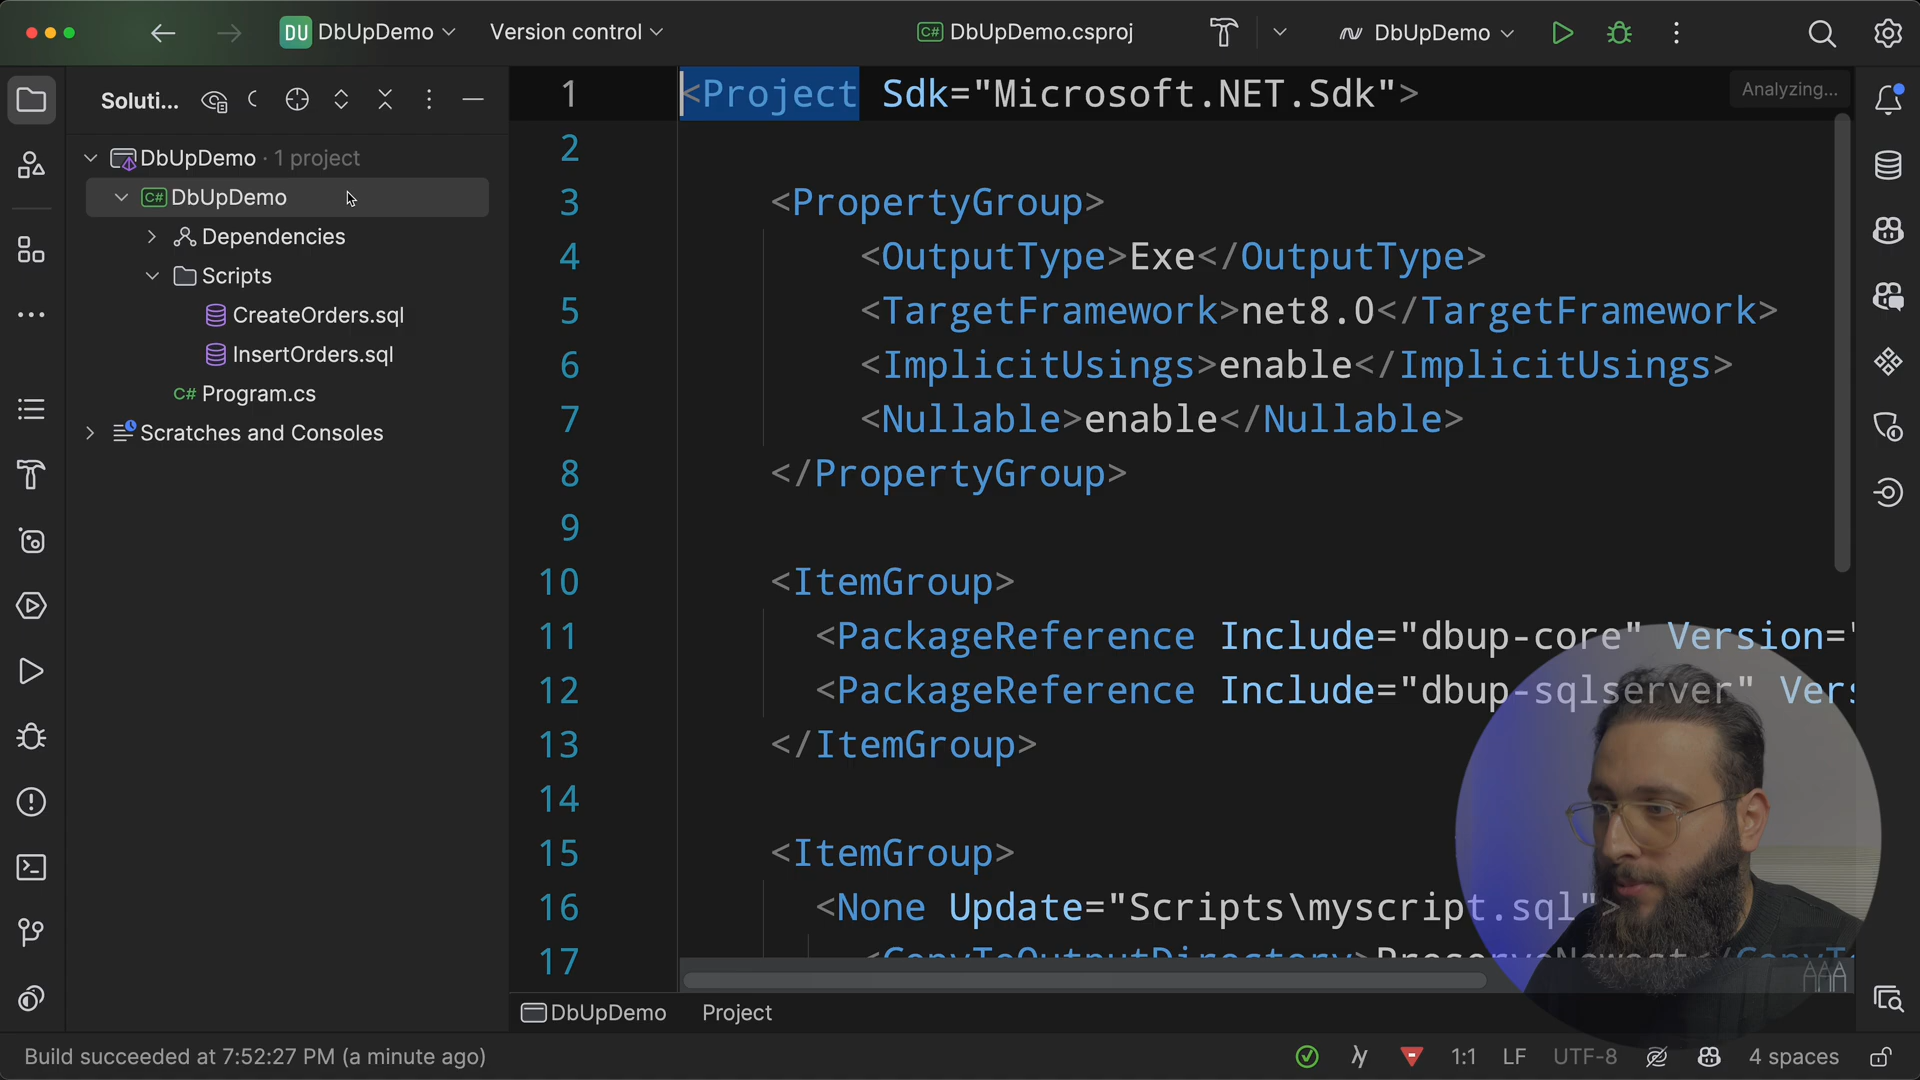 DU DbUpDemo Version control C# DbUpDemo.csproj DbUpDemo
Soluti...
DbUpDemo · 1 project
C# DbUpDemo
Dependencies
Scripts
CreateOrders.sql
InsertOrders.sql
C# Program.cs
Scratches and Consoles
Analyzing...
1 <Project Sdk="Microsoft.NET.Sdk">
2
3 <PropertyGroup>
4 <OutputType>Exe</OutputType>
5 <TargetFramework>net8.0</TargetFramework>
6 <ImplicitUsings>enable</ImplicitUsings>
7 <Nullable>enable</Nullable>
8 </PropertyGroup>
9
10 <ItemGroup>
11 <PackageReference Include="dbup-core" Version="
12 <PackageReference Include="dbup-sqlserver" Vers
13 </ItemGroup>
14
15 <ItemGroup>
16 <None Update="Scripts\myscript.sql">
17 <CopyToOutputDirectory>PreserveNewest</CopyT
DbUpDemo Project
Build succeeded at 7:52:27 PM (a minute ago)
1:1 LF UTF-8 4 spaces